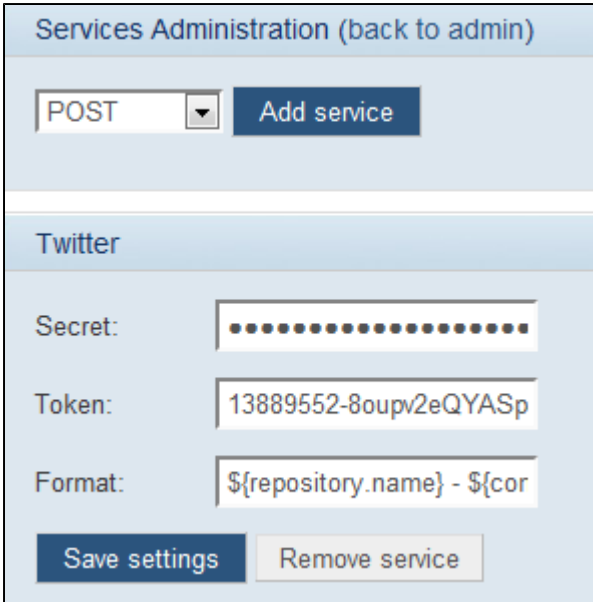 Services Administration (back to admin)
POST Add service
Twitter
Secret: ●●●●●●●●●●●●●●●●●●●
Token: 13889552-8oupv2eQYASp
Format: ${repository.name} - ${cor
Save settings Remove service